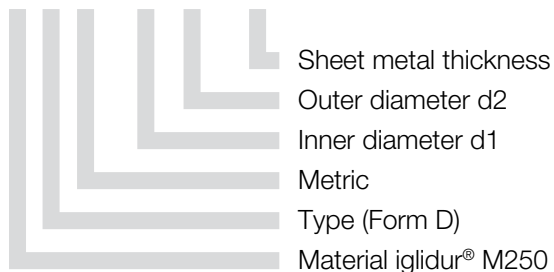 Sheet metal thickness
Outer diameter d2
Inner diameter d1
Metric
Type (Form D)
Material iglidur® M250